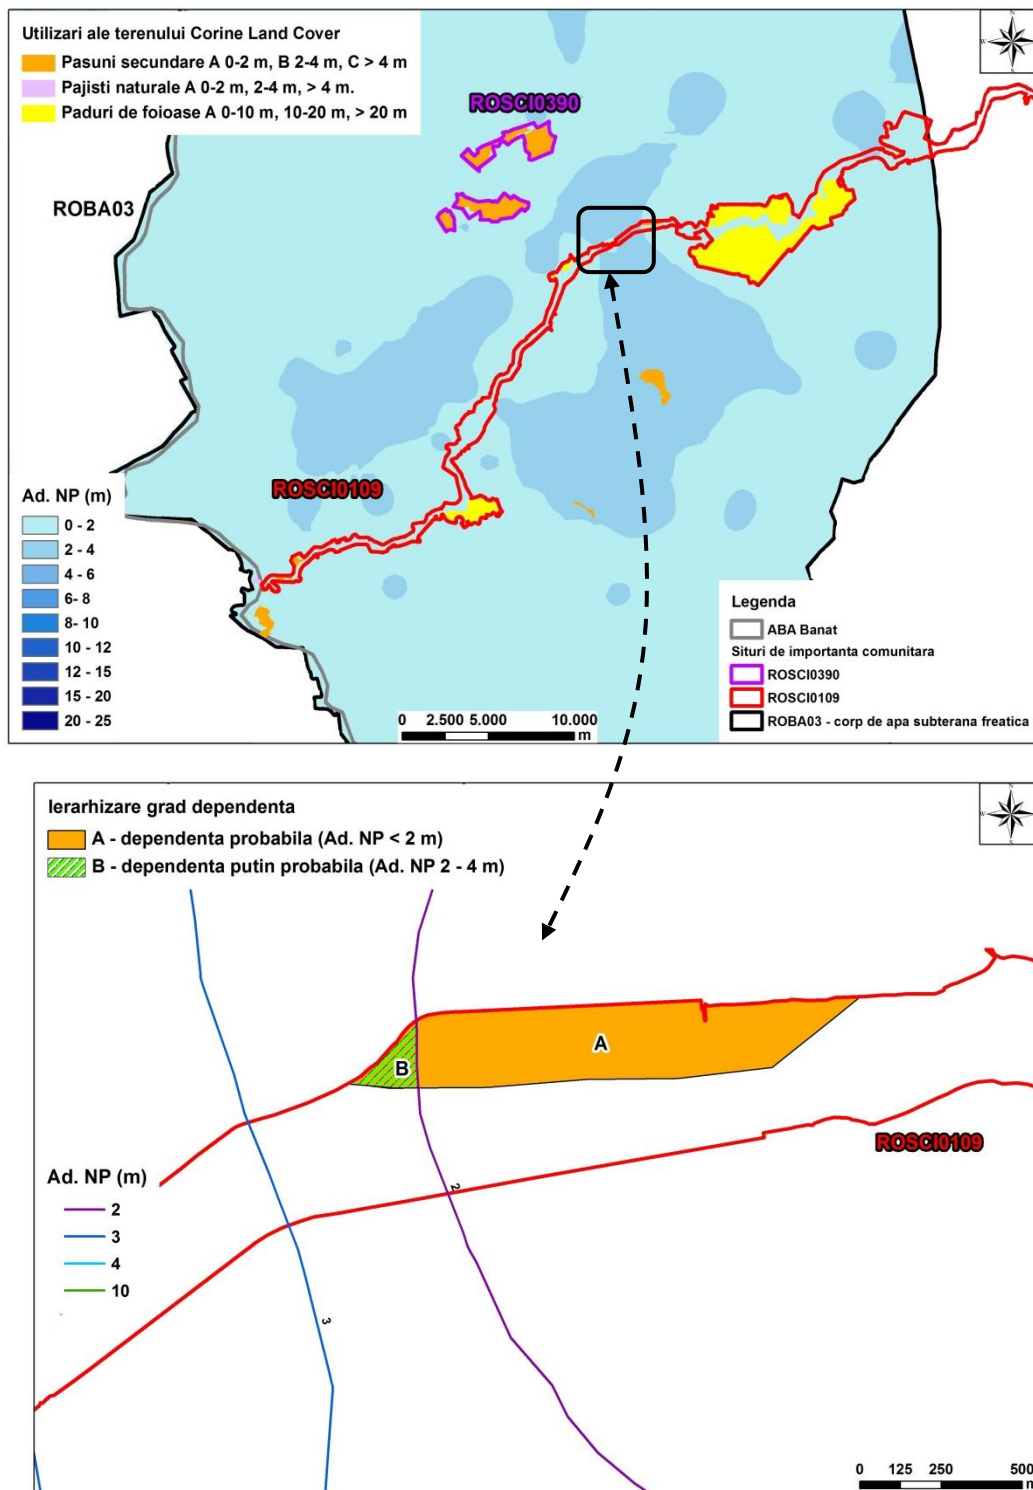 Utilizari ale terenului Corine Land Cover
Pasuni secundare A 0-2 m, B 2-4 m, C > 4 m
Pajisti naturale A 0-2 m, 2-4 m, > 4 m.
Paduri de foioase A 0-10 m, 10-20 m, > 20 m
N
ROSCI0390
ROBA03
ROSCI0109
Ad. NP (m)
0 - 2
2 - 4
4 - 6
6- 8
8- 10
10 - 12
12 - 15
15 - 20
20 - 25
0 2.500 5.000 10.000
m
Legenda
ABA Banat
Situri de importanta comunitara
ROSCI0390
ROSCI0109
ROBA03 - corp de apa subterana freatica
Ierarhizare grad dependenta
A - dependenta probabila (Ad. NP < 2 m)
B - dependenta putin probabila (Ad. NP 2 - 4 m)
N
A
B
ROSCI0109
2
3
Ad. NP (m)
2
3
4
10
0 125 250 500
m